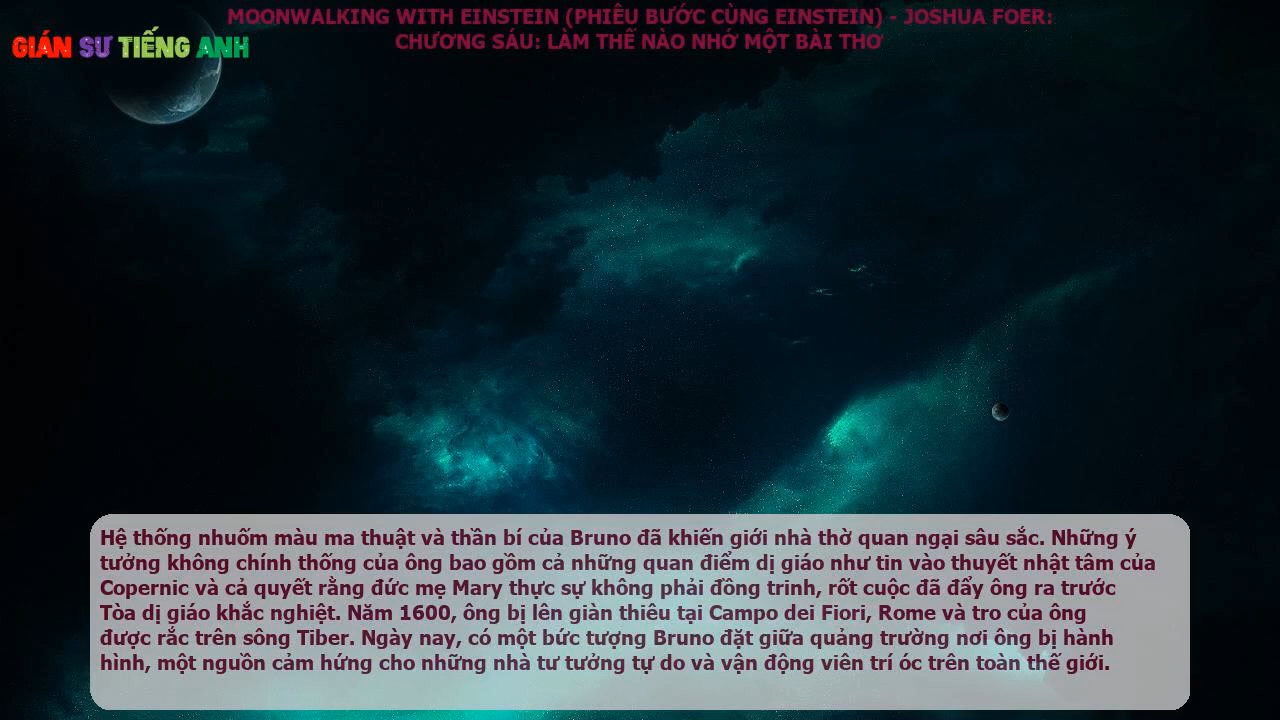 MOONWALKING WITH EINSTEIN (PHIÊU BƯỚC CÙNG EINSTEIN) - JOSHUA FOER:
CHƯƠNG SÁU: LÀM THẾ NÀO NHỚ MỘT BÀI THƠ
GIÁN SƯ TIẾNG ANH
Hệ thống nhuốm màu ma thuật và thần bí của Bruno đã khiến giới nhà thờ quan ngại sâu sắc. Những ý
tưởng không chính thống của ông bao gồm cả những quan điểm dị giáo như tin vào thuyết nhật tâm của
Copernic và cả quyết rằng đức mẹ Mary thực sự không phải đồng trinh, rốt cuộc đã đẩy ông ra trước
Tòa dị giáo khắc nghiệt. Năm 1600, ông bị lên giàn thiêu tại Campo dei Fiori, Rome và tro của ông
được rắc trên sông Tiber. Ngày nay, có một bức tượng Bruno đặt giữa quảng trường nơi ông bị hành
hình, một nguồn cảm hứng cho những nhà tư tưởng tự do và vận động viên trí óc trên toàn thế giới.